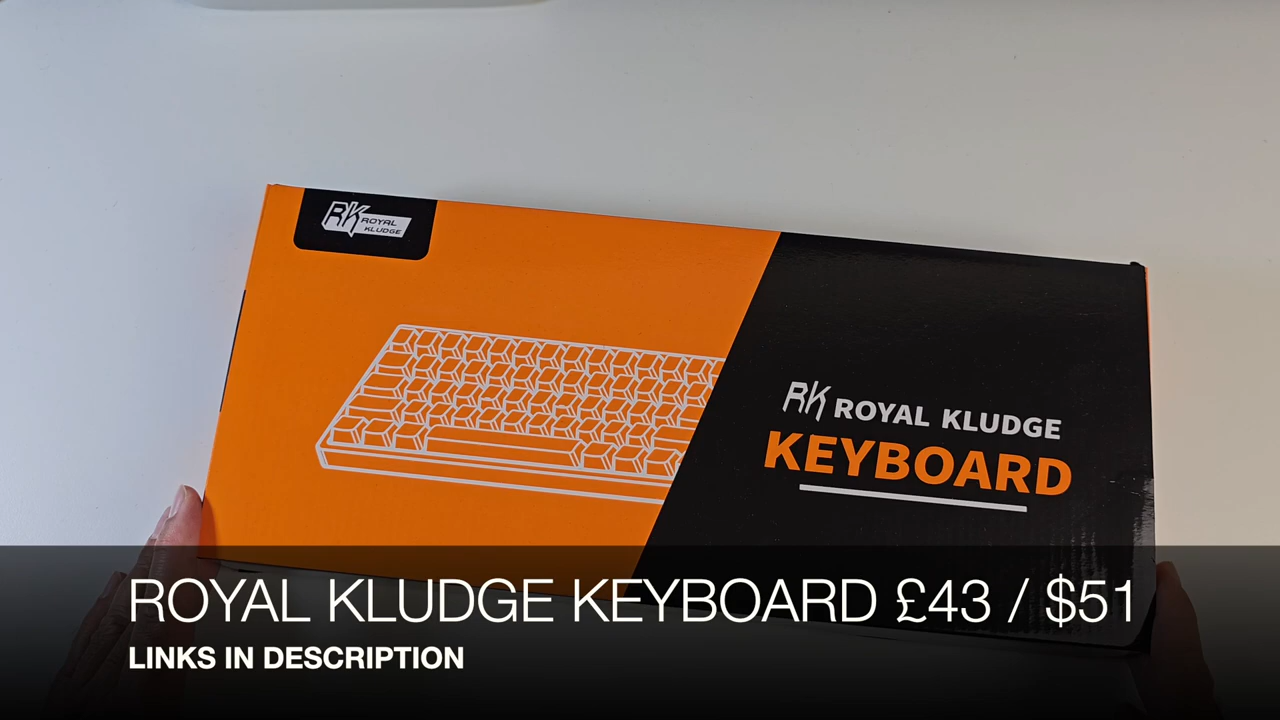 RK ROYAL
KLUDGE
RK ROYAL KLUDGE
KEYBOARD
ROYAL KLUDGE KEYBOARD £43 / $51
LINKS IN DESCRIPTION